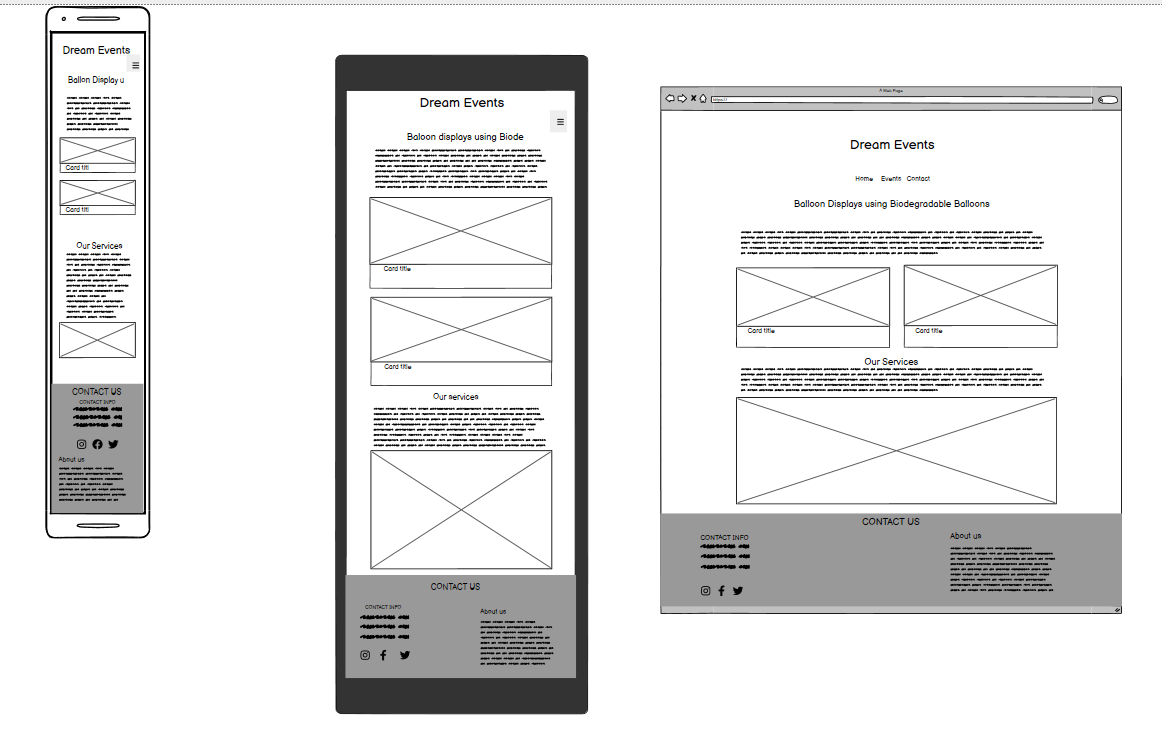 Dream Events
Ballon Display u
Card titl
Card titl
Our Services
CONTACT US
CONTACT INFO
About us
Dream Events
Baloon displays using Biode
Card title
Card title
Our services
CONTACT US
CONTACT INFO
About us
A Web Page
https://
Dream Events
Home Events Contact
Balloon Displays using Biodegradable Balloons
Card title
Card title
Our Services
CONTACT US
CONTACT INFO
About us